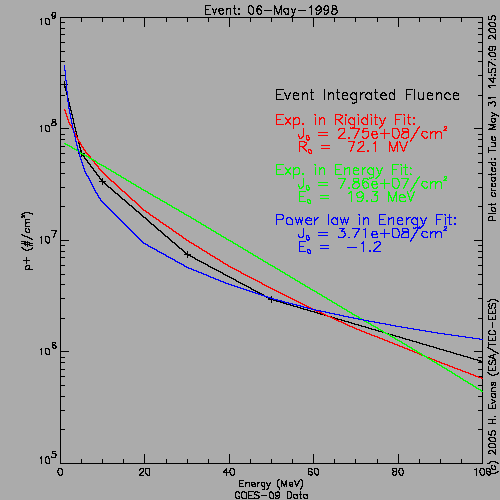 Event: 06-May-1998
10⁹
10⁸
10⁷
10⁶
10⁵
p+ (#/cm²)
Event Integrated Fluence
Exp. in Rigidity Fit:
J₀ = 2.75e+08/cm²
R₀ = 72.1 MV
Exp. in Energy Fit:
J₀ = 7.86e+07/cm²
E₀ = 19.3 MeV
Power law in Energy Fit:
J₀ = 3.71e+08/cm²
E₀ = -1.2
0 20 40 60 80 100
Energy (MeV)
GOES-09 Data
Plot created: Tue May 31 14:57:09 2005
(c) 2005 H. Evans (ESA/TEC-EES)